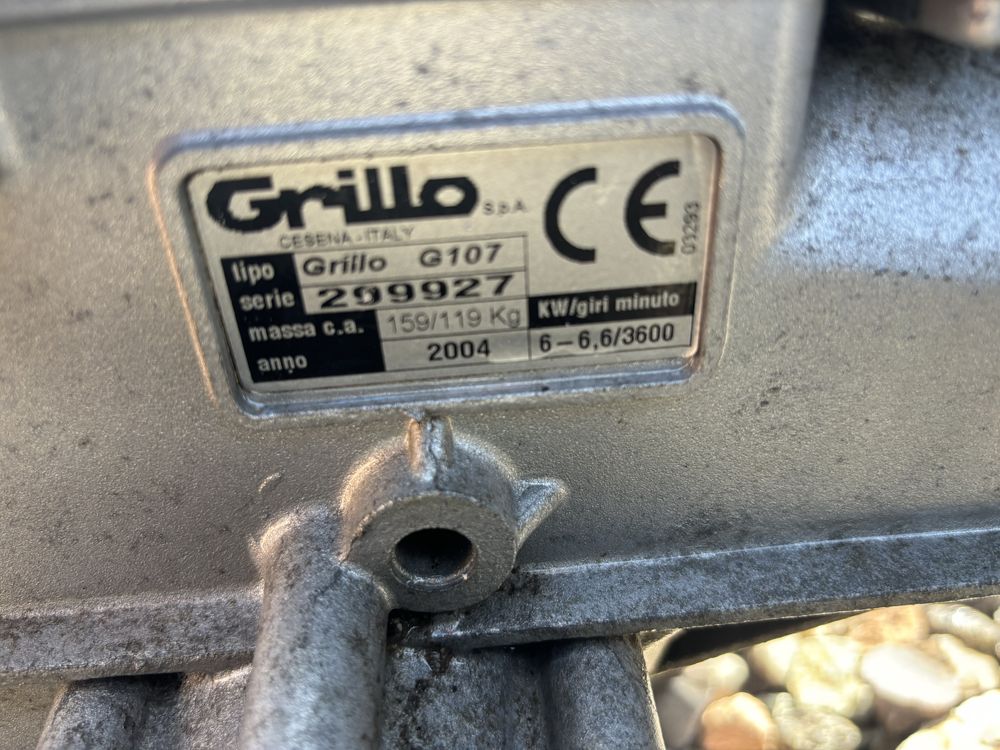 Grillo S.p.A.
CESENA - ITALY
CE
01293
tipo Grillo G107
serie 299927
massa c.a. 159/119 Kg
anno 2004
KW/giri minuto
6-6,6/3600